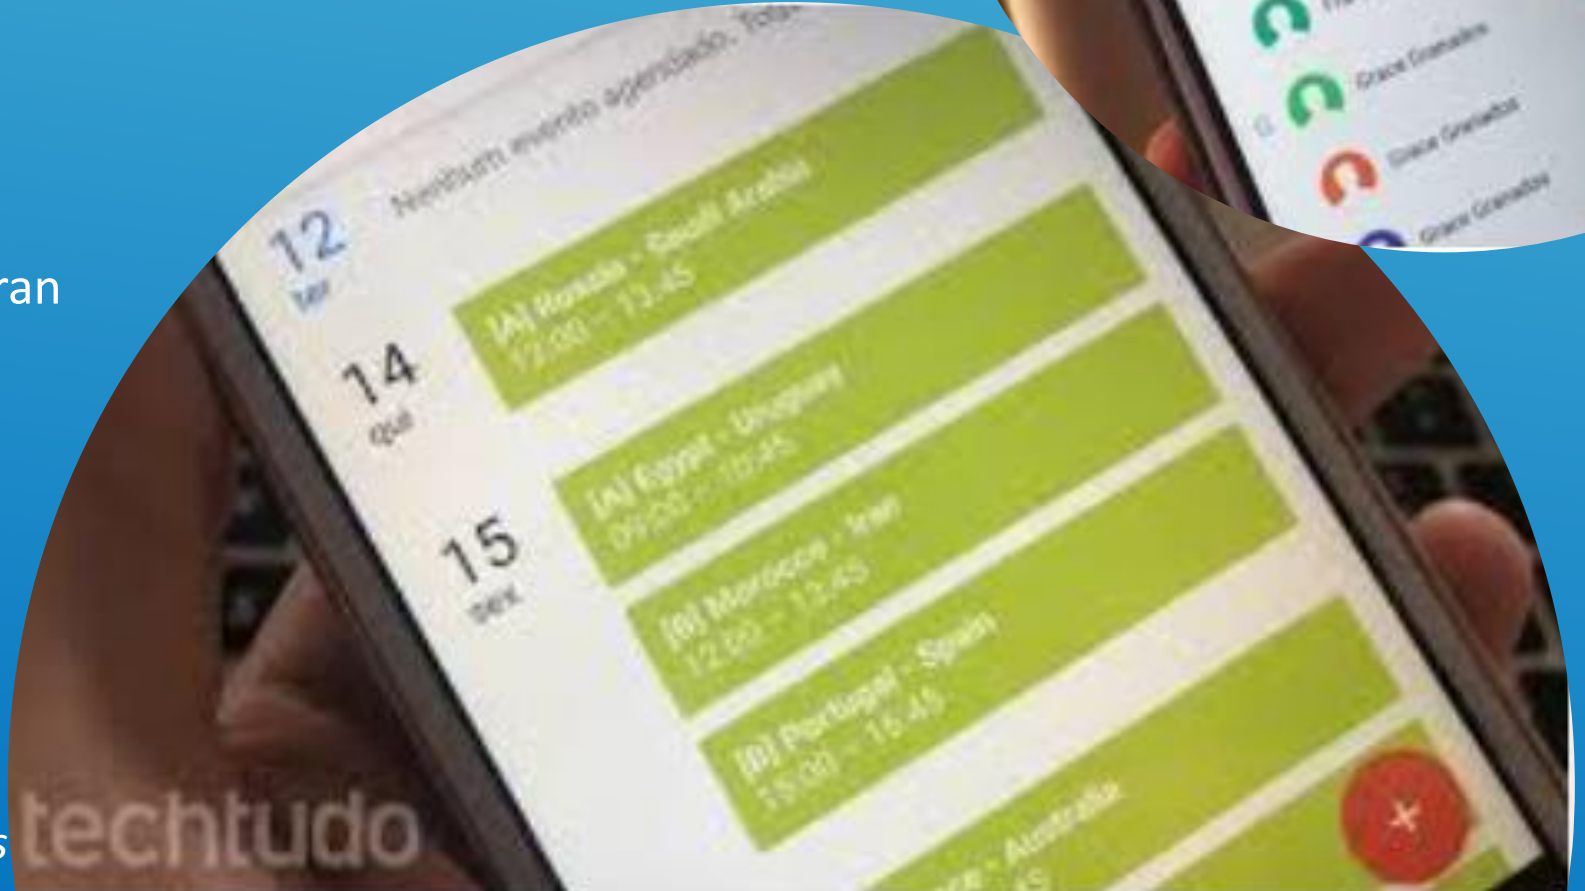 Nenhum evento agendado.
12
ter
[A] Russia - Saudi Arabia
12:00 – 13:45
14
qui
[A] Egypt - Uruguay
09:00 – 10:45
15
sex
[B] Morocco - Iran
12:00 – 13:45
[B] Portugal - Spain
15:00 – 16:45
- Australia
45
+
Grace Granados
G
Grace Granados
Grace Granados
ran
s
techtudo